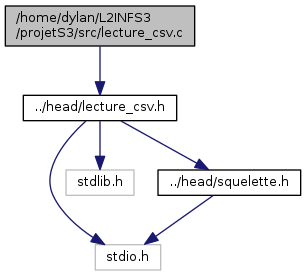 /home/dylan/L2INFS3
/projetS3/src/lecture_csv.c
../head/lecture_csv.h
stdlib.h
../head/squelette.h
stdio.h